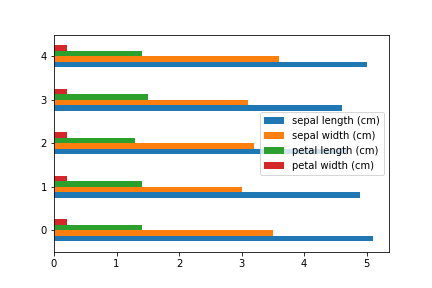 4
3
2
1
0
sepal length (cm)
sepal width (cm)
petal length (cm)
petal width (cm)
0 1 2 3 4 5